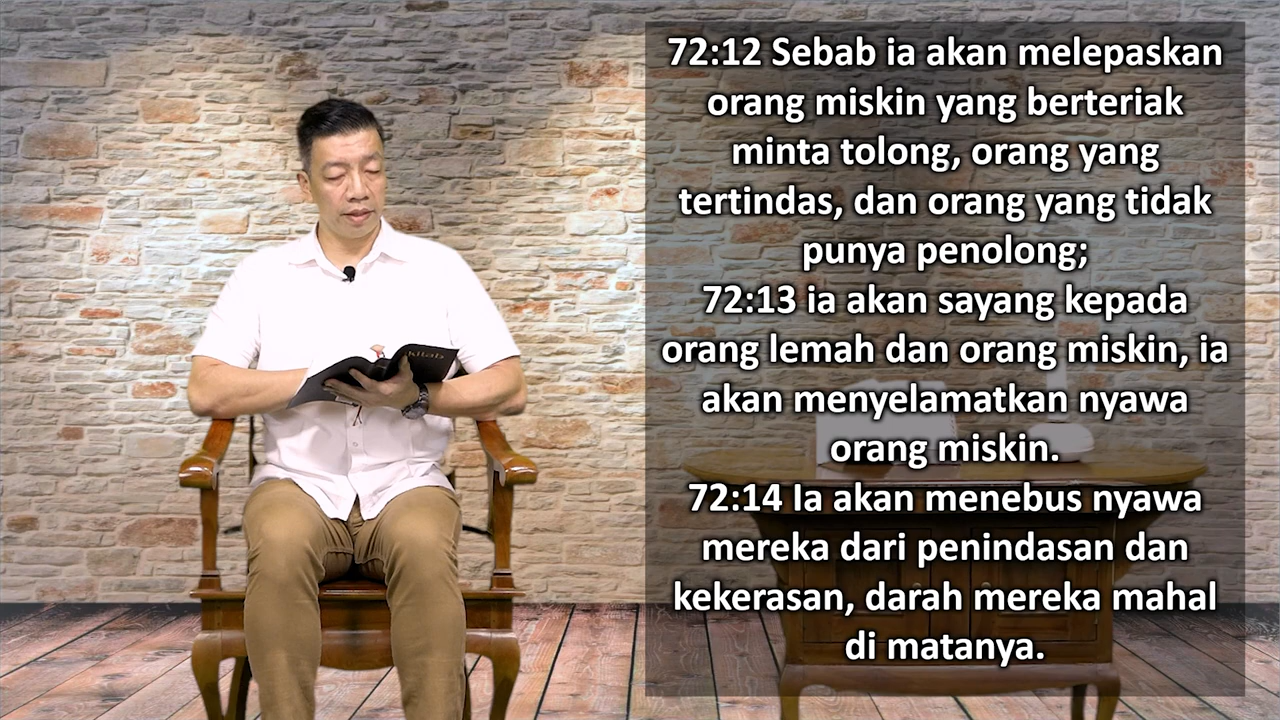 72:12 Sebab ia akan melepaskan
orang miskin yang berteriak
minta tolong, orang yang
tertindas, dan orang yang tidak
punya penolong;
72:13 ia akan sayang kepada
orang lemah dan orang miskin, ia
akan menyelamatkan nyawa
orang miskin.
72:14 Ia akan menebus nyawa
mereka dari penindasan dan
kekerasan, darah mereka mahal
di matanya.
kitab